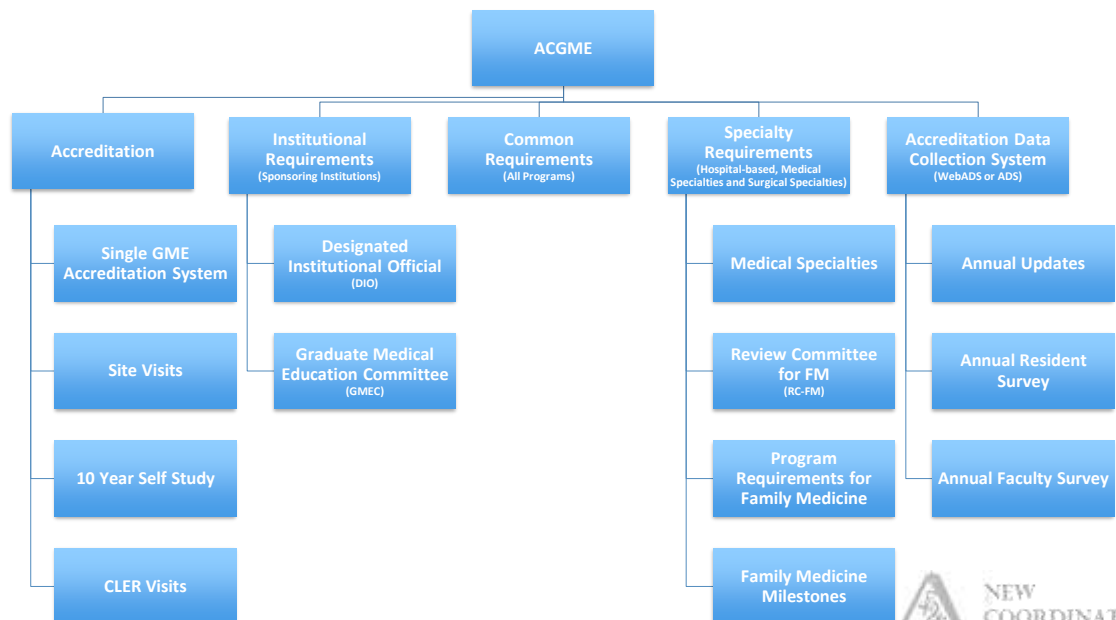 ACGME
Accreditation
Single GME
Accreditation System
Site Visits
10 Year Self Study
CLER Visits
Institutional
Requirements
(Sponsoring Institutions)
Designated
Institutional Official
(DIO)
Graduate Medical
Education Committee
(GMEC)
Common
Requirements
(All Programs)
Specialty
Requirements
(Hospital-based, Medical
Specialties and Surgical Specialties)
Medical Specialties
Review Committee
for FM
(RC-FM)
Program
Requirements for
Family Medicine
Family Medicine
Milestones
Accreditation Data
Collection System
(WebADS or ADS)
Annual Updates
Annual Resident
Survey
Annual Faculty Survey
NEW